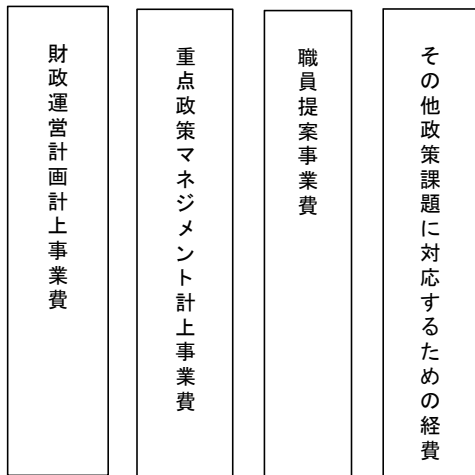 財政運営計画計上事業費
重点政策マネジメント計上事業費
職員提案事業費
その他政策課題に対応するための経費